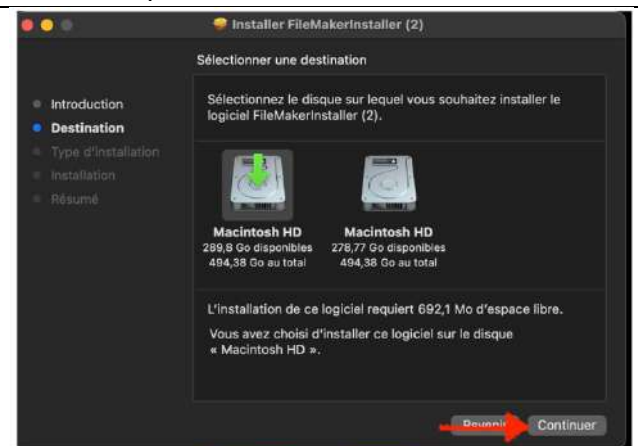 Installer FileMakerInstaller (2)
Sélectionner une destination
Introduction
Destination
Type d'installation
Installation
Résumé
Sélectionnez le disque sur lequel vous souhaitez installer le
logiciel FileMakerInstaller (2).
Macintosh HD
289,8 Go disponibles
494,38 Go au total
Macintosh HD
278,77 Go disponibles
494,38 Go au total
L'installation de ce logiciel requiert 692,1 Mo d'espace libre.
Vous avez choisi d'installer ce logiciel sur le disque
« Macintosh HD ».
Revenir
Continuer